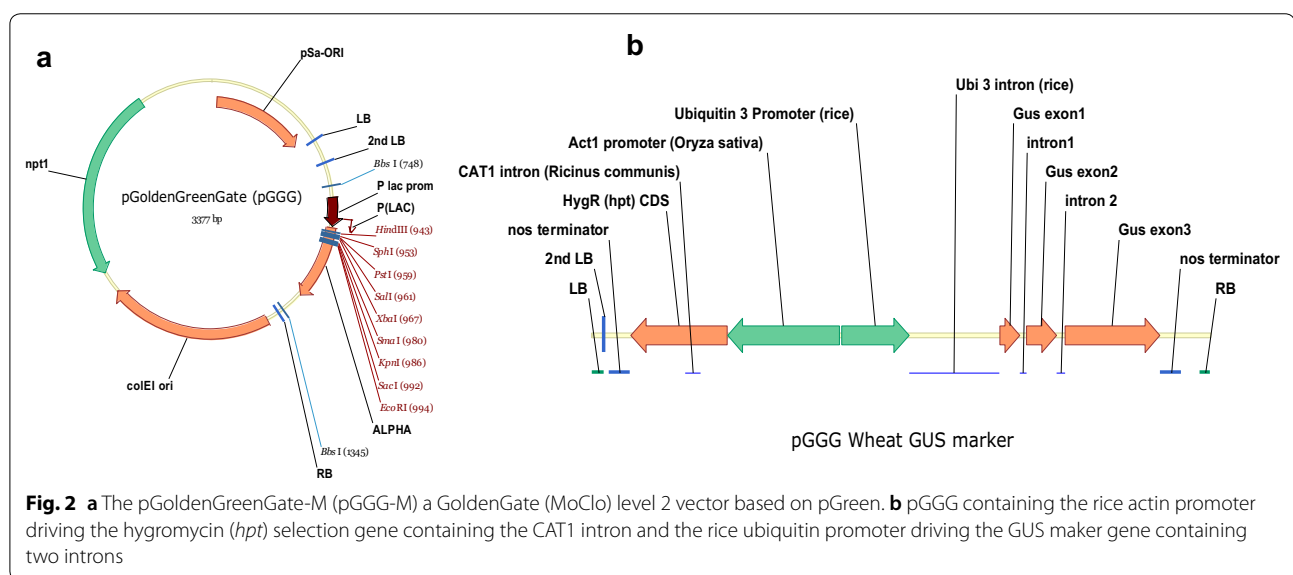 a
pSa-ORI
LB
2nd LB
Bbs I (748)
P lac prom
P(LAC)
HindIII (943)
SphI (953)
PstI (959)
SalI (961)
XbaI (967)
SmaI (980)
KpnI (986)
SacI (992)
EcoRI (994)
ALPHA
BbsI (1345)
RB
colEI ori
npt1
pGoldenGreenGate (pGGG)
3377 bp
b
Ubi 3 intron (rice)
Ubiquitin 3 Promoter (rice)
Gus exon1
Act1 promoter (Oryza sativa)
intron1
CAT1 intron (Ricinus communis)
Gus exon2
HygR (hpt) CDS
intron 2
nos terminator
Gus exon3
2nd LB
nos terminator
LB
RB
pGGG Wheat GUS marker
Fig. 2 a The pGoldenGreenGate-M (pGGG-M) a GoldenGate (MoClo) level 2 vector based on pGreen. b pGGG containing the rice actin promoter
driving the hygromycin (hpt) selection gene containing the CAT1 intron and the rice ubiquitin promoter driving the GUS maker gene containing
two introns